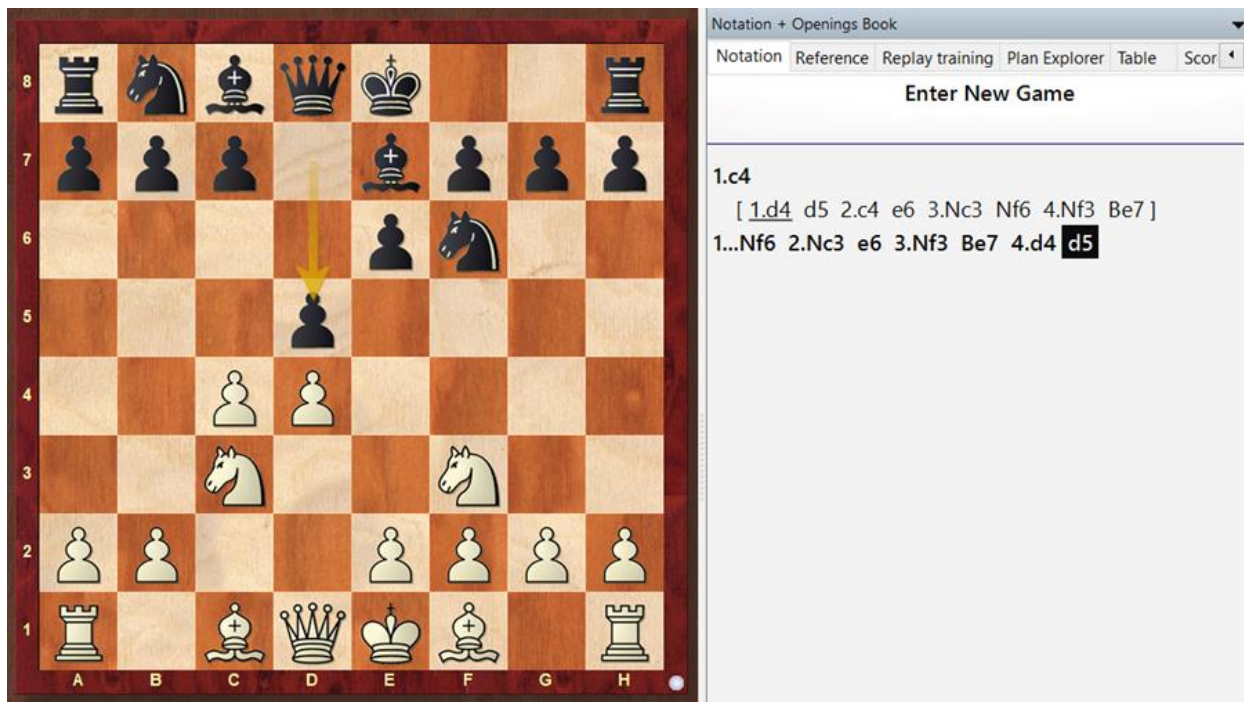 Notation + Openings Book
Notation Reference Replay training Plan Explorer Table Scor
Enter New Game
1.c4
[ 1.d4 d5 2.c4 e6 3.Nc3 Nf6 4.Nf3 Be7 ]
1...Nf6 2.Nc3 e6 3.Nf3 Be7 4.d4 d5
8
7
6
5
4
3
2
1
A B C D E F G H